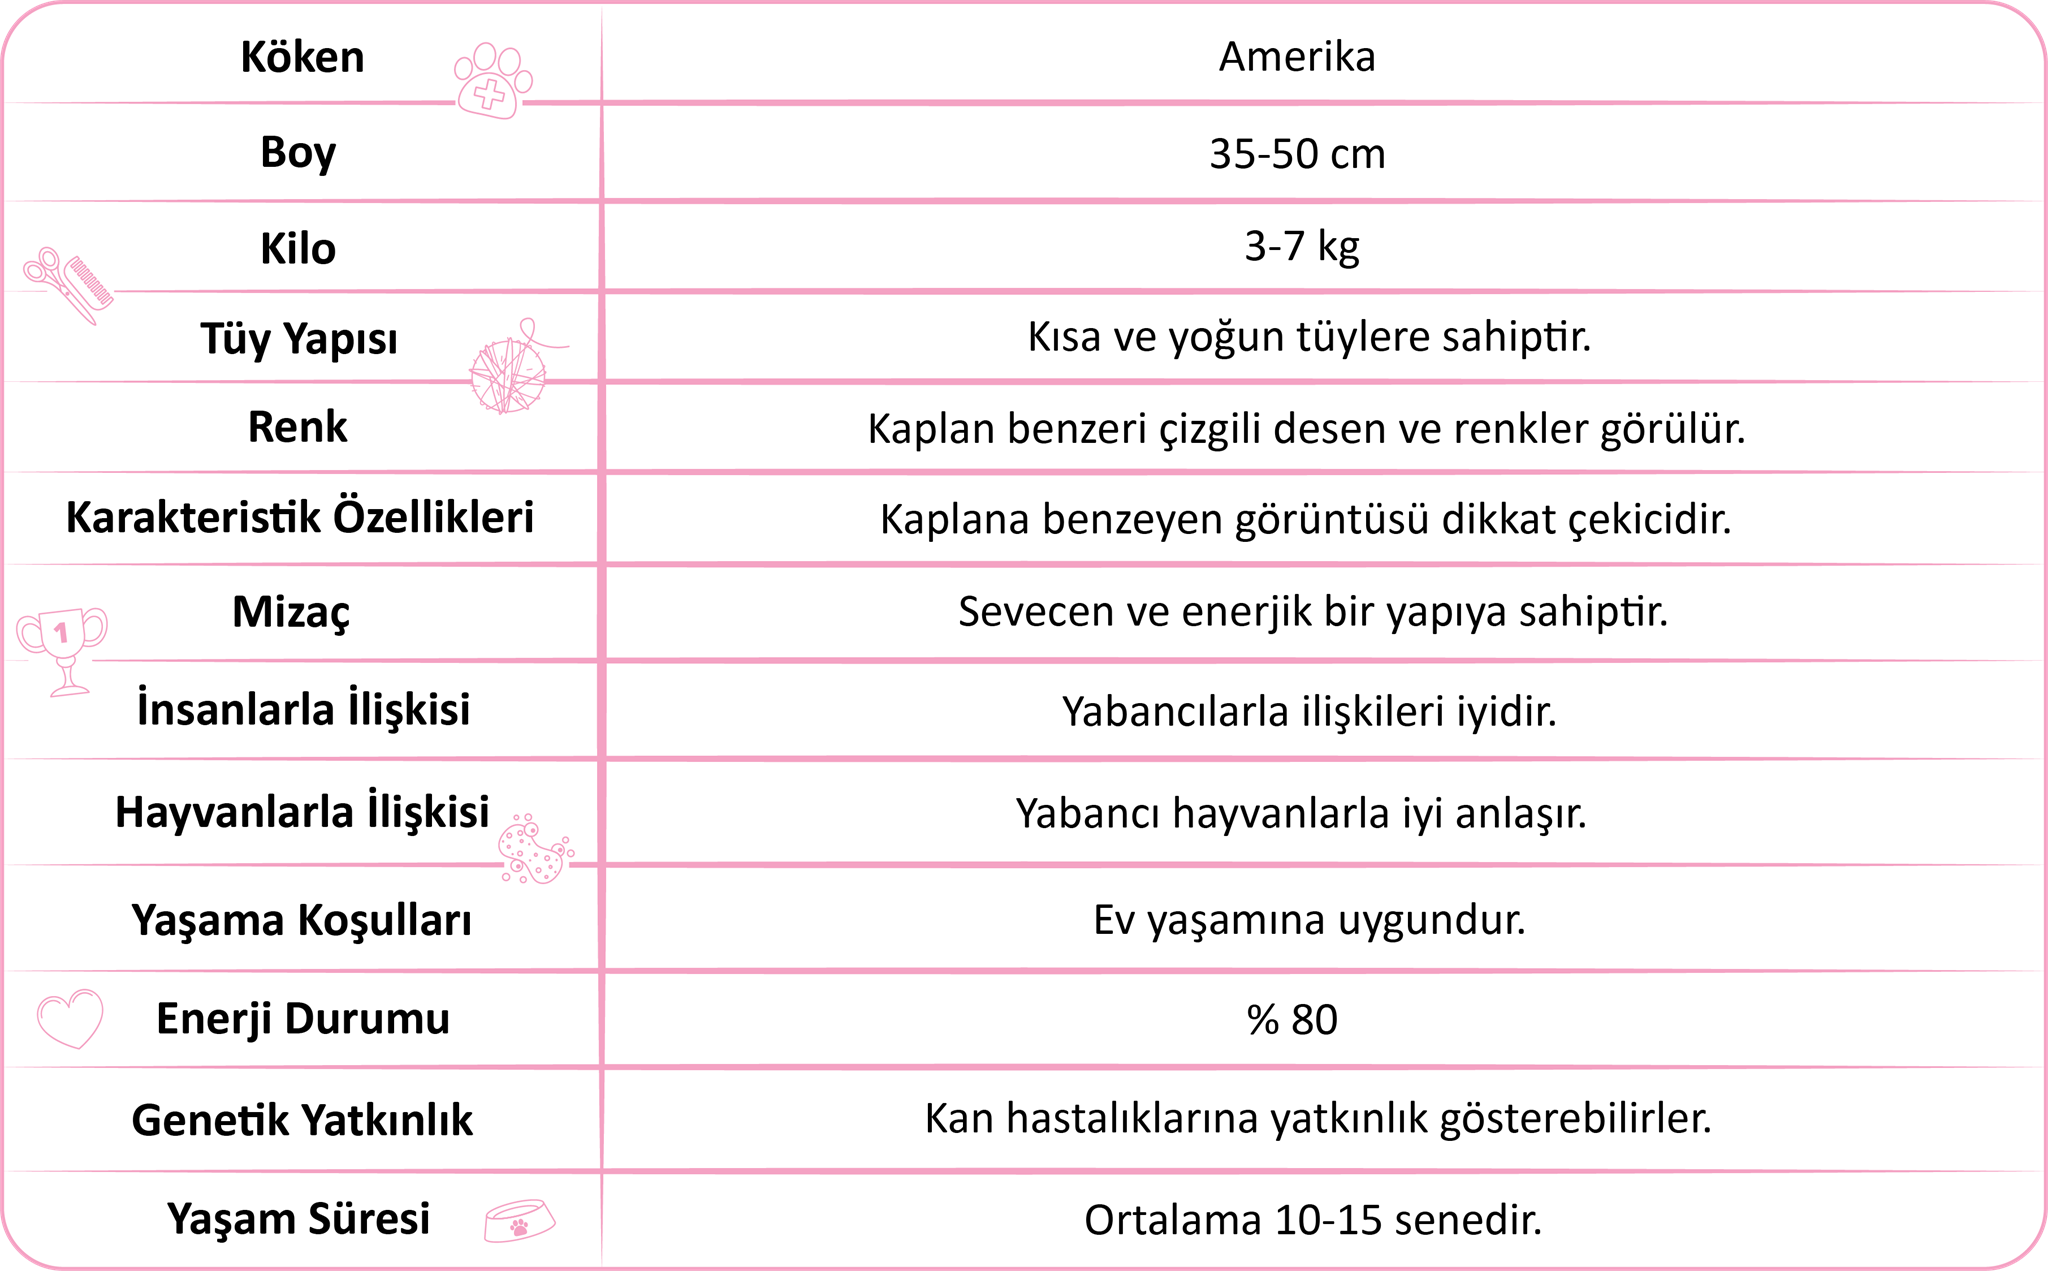 Köken Amerika
Boy 35-50 cm
Kilo 3-7 kg
Tüy Yapısı Kısa ve yoğun tüylere sahiptir.
Renk Kaplan benzeri çizgili desen ve renkler görülür.
Karakteristik Özellikleri Kaplana benzeyen görüntüsü dikkat çekicidir.
Mizaç Sevecen ve enerjik bir yapıya sahiptir.
1
İnsanlarla İlişkisi Yabancılarla ilişkileri iyidir.
Hayvanlarla İlişkisi Yabancı hayvanlarla iyi anlaşır.
Yaşama Koşulları Ev yaşamına uygundur.
Enerji Durumu % 80
Genetik Yatkınlık Kan hastalıklarına yatkınlık gösterebilirler.
Yaşam Süresi Ortalama 10-15 senedir.